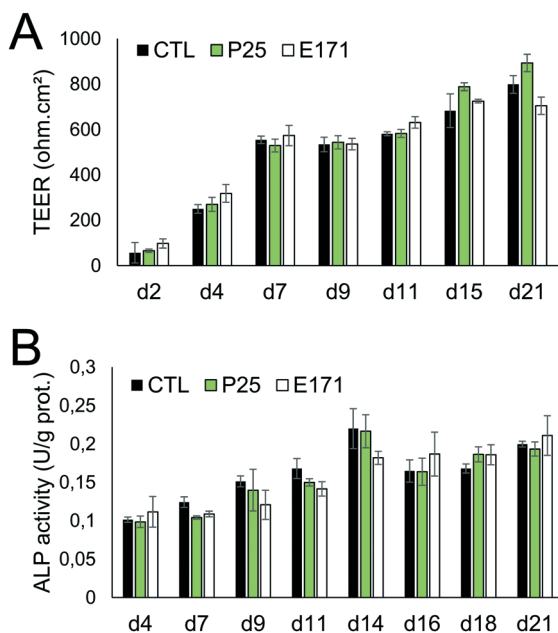 A
1000
CTL P25 E171
800
600
400
200
0
TEER (ohm.cm²)
d2 d4 d7 d9 d11 d15 d21
B
0,3
CTL P25 E171
0,25
0,2
0,15
0,1
0,05
0
ALP activity (U/g prot.)
d4 d7 d9 d11 d14 d16 d18 d21